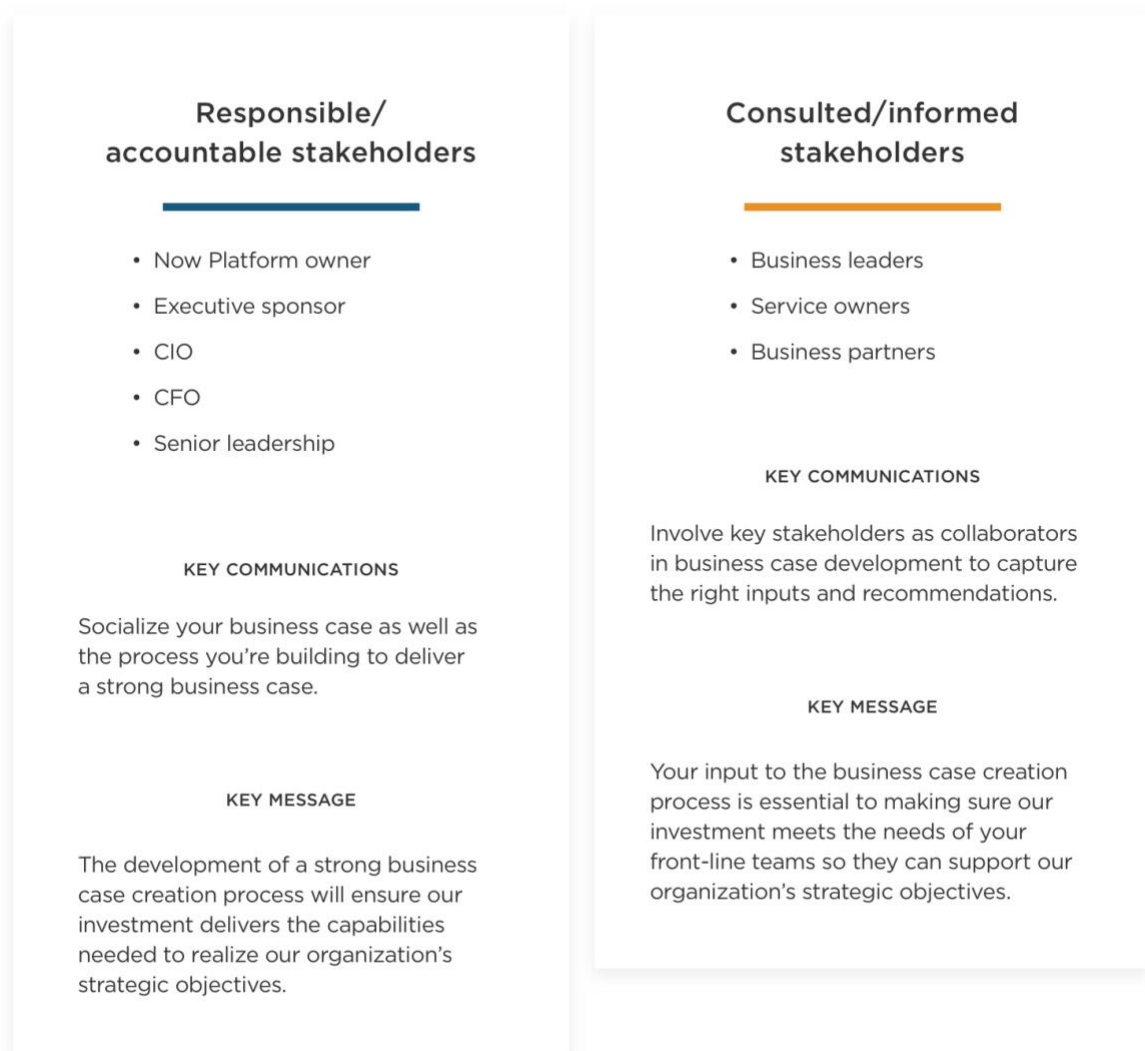 Responsible/
accountable stakeholders
• Now Platform owner
• Executive sponsor
• CIO
• CFO
• Senior leadership
KEY COMMUNICATIONS
Socialize your business case as well as
the process you’re building to deliver
a strong business case.
KEY MESSAGE
The development of a strong business
case creation process will ensure our
investment delivers the capabilities
needed to realize our organization’s
strategic objectives.
Consulted/informed
stakeholders
• Business leaders
• Service owners
• Business partners
KEY COMMUNICATIONS
Involve key stakeholders as collaborators
in business case development to capture
the right inputs and recommendations.
KEY MESSAGE
Your input to the business case creation
process is essential to making sure our
investment meets the needs of your
front-line teams so they can support our
organization’s strategic objectives.